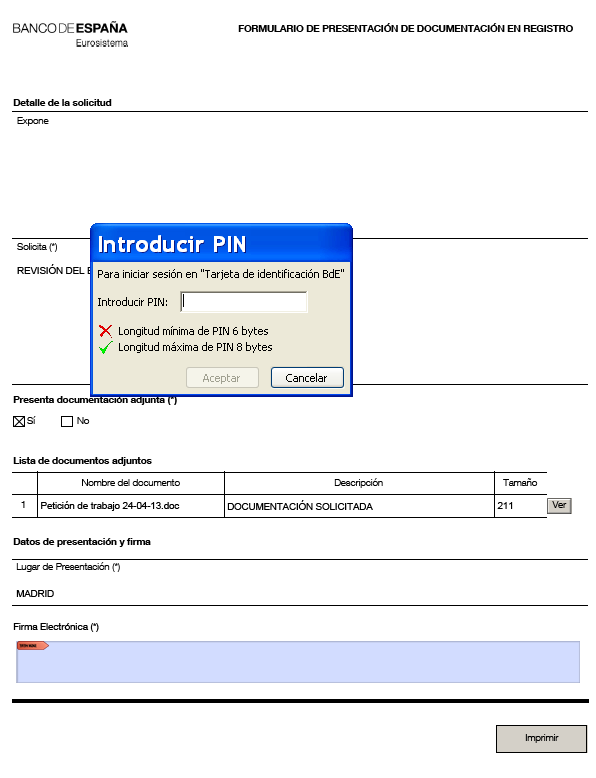 BANCO DE ESPAÑA
Eurosistema
FORMULARIO DE PRESENTACIÓN DE DOCUMENTACIÓN EN REGISTRO
Detalle de la solicitud
Expone
Solicita (*)
REVISIÓN DEL
Introducir PIN
Para iniciar sesión en "Tarjeta de identificación BdE"
Introducir PIN:
Longitud mínima de PIN 6 bytes
Longitud máxima de PIN 8 bytes
Aceptar Cancelar
Presenta documentación adjunta (*)
Sí No
Lista de documentos adjuntos
Nombre del documento Descripción Tamaño
1 Petición de trabajo 24-04-13.doc DOCUMENTACIÓN SOLICITADA 211 Ver
Datos de presentación y firma
Lugar de Presentación (*)
MADRID
Firma Electrónica (*)
Imprimir